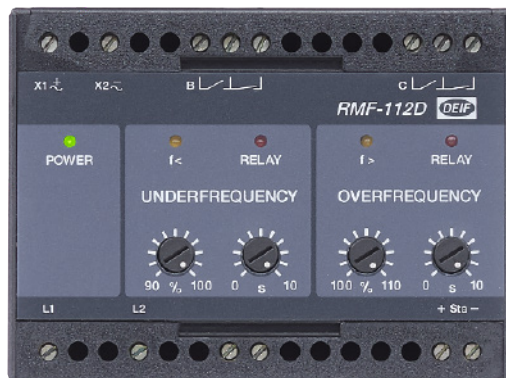 X1 X2 B C
RMF-112D DEIF
POWER f< RELAY f> RELAY
UNDERFREQUENCY OVERFREQUENCY
90 % 100 0 s 10 100 % 110 0 s 10
L1 L2 + Sta -